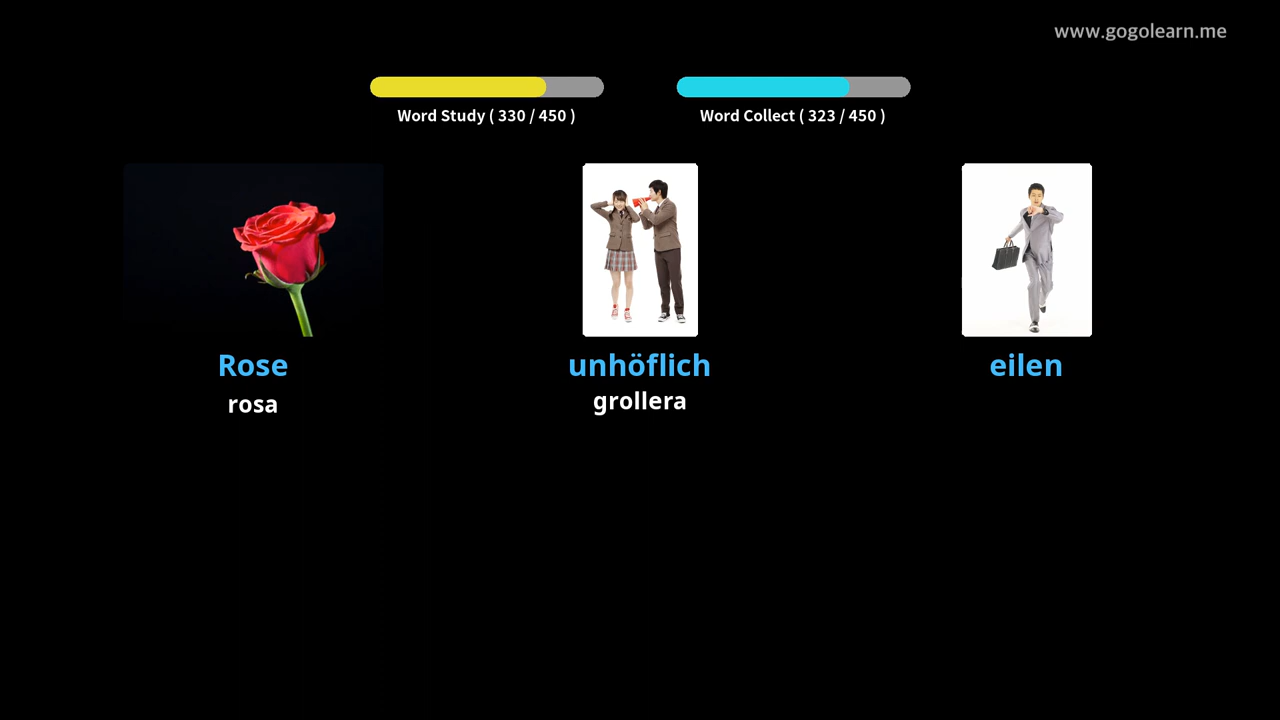 www.gogolearn.me
Word Study ( 330 / 450 )
Word Collect ( 323 / 450 )
Rose
rosa
unhöflich
grollera
eilen